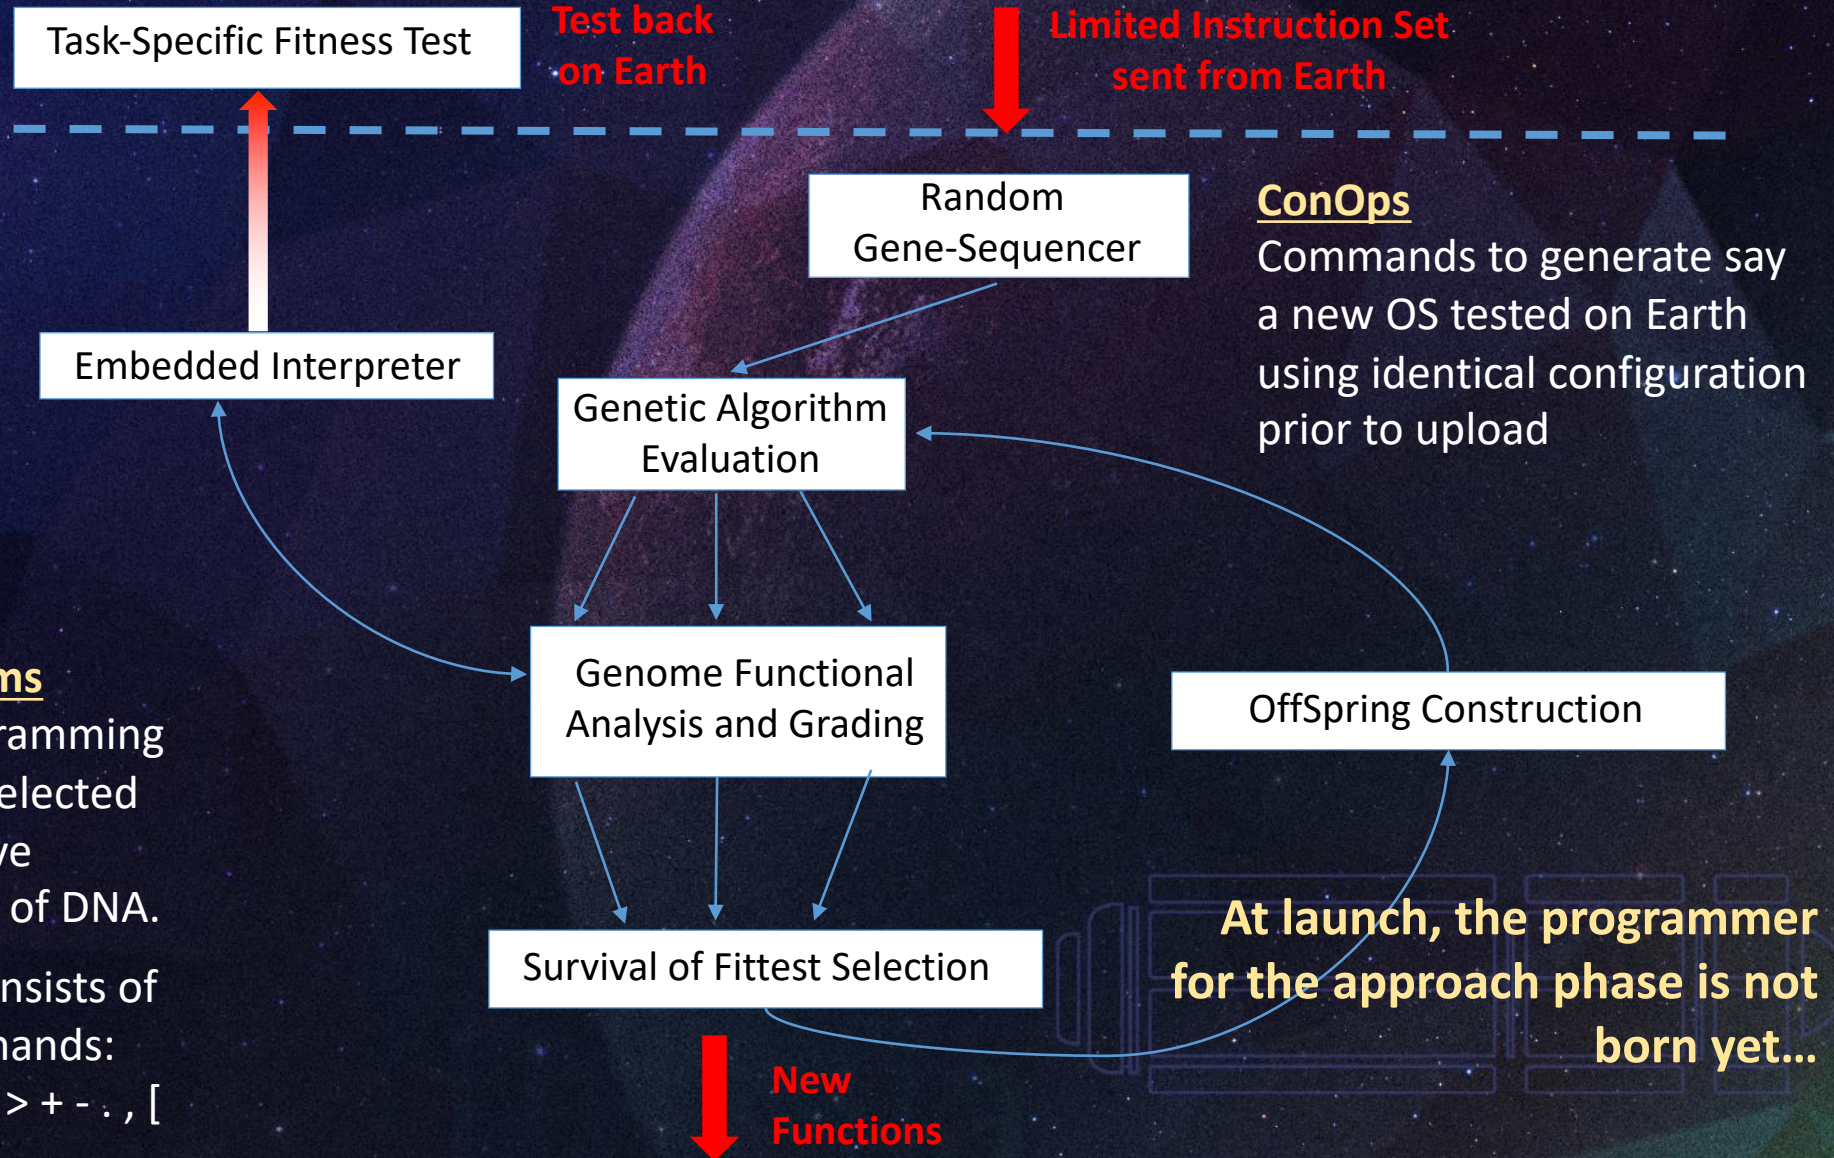 Task-Specific Fitness Test
Test back
on Earth
Limited Instruction Set
sent from Earth
Random
Gene-Sequencer
ConOps
Commands to generate say
a new OS tested on Earth
using identical configuration
prior to upload
Embedded Interpreter
Genetic Algorithm
Evaluation
Genome Functional
Analysis and Grading
OffSpring Construction
ms
ramming
elected
ve
of DNA.
nsists of
nands:
> + - . , [
Survival of Fittest Selection
At launch, the programmer
for the approach phase is not
born yet...
New
Functions